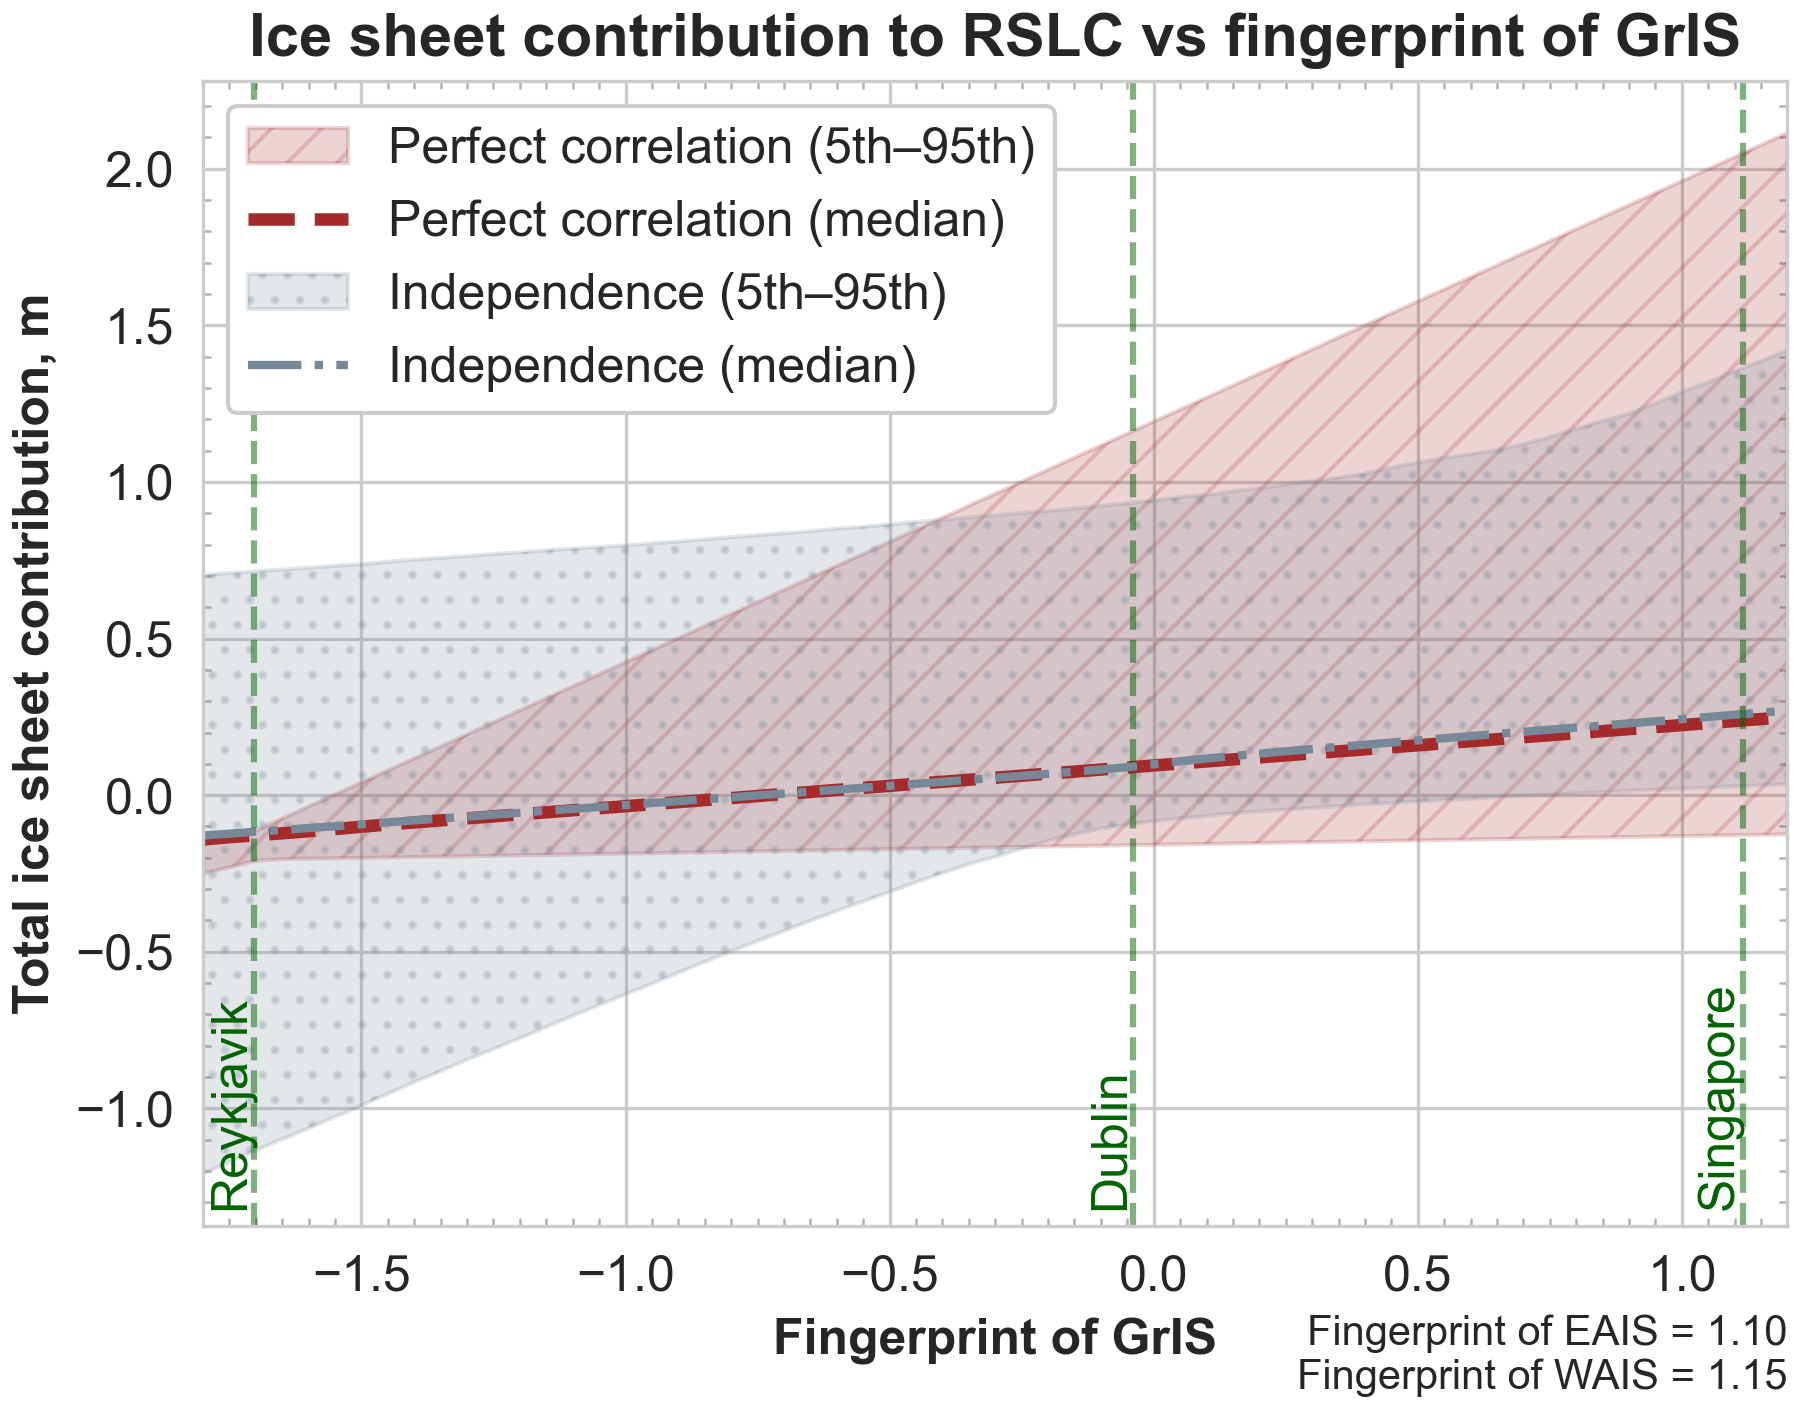 Ice sheet contribution to RSLC vs fingerprint of GrIS
Perfect correlation (5th–95th)
Perfect correlation (median)
Independence (5th–95th)
Independence (median)
Total ice sheet contribution, m
2.0
1.5
1.0
0.5
0.0
−0.5
−1.0
Reykjavik
Dublin
Singapore
−1.5
−1.0
−0.5
0.0
0.5
1.0
Fingerprint of GrIS
Fingerprint of EAIS = 1.10
Fingerprint of WAIS = 1.15